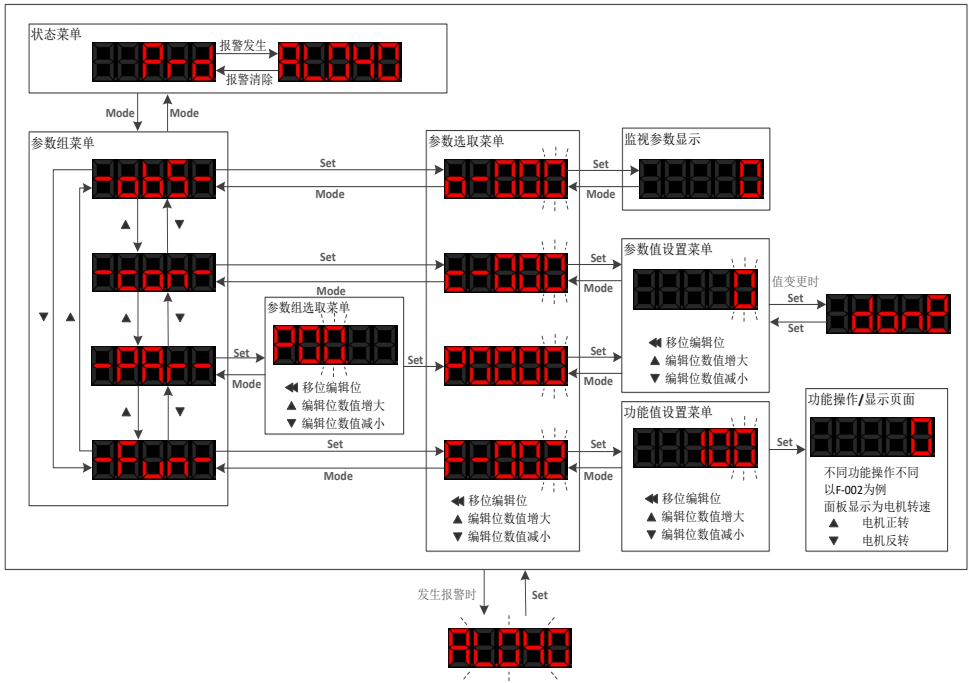 状态菜单
Prd
报警发生
报警清除
AL040
Mode
Mode
参数组菜单
-obS-
-con-
-PAr-
-Fun-
▲
▼
▲
▼
▲
▼
▼
▲
Set
Mode
Set
Mode
Set
Mode
Set
Mode
参数组选取菜单
P00
◀◀ 移位编辑位
▲ 编辑位数值增大
▼ 编辑位数值减小
Set
参数选取菜单
o-000
c-000
P0000
F-002
◀◀ 移位编辑位
▲ 编辑位数值增大
▼ 编辑位数值减小
Set
Mode
Set
Mode
Set
Mode
Set
Mode
监视参数显示
0
参数值设置菜单
0
◀◀ 移位编辑位
▲ 编辑位数值增大
▼ 编辑位数值减小
值变更时
Set
Set
donE
功能值设置菜单
100
◀◀ 移位编辑位
▲ 编辑位数值增大
▼ 编辑位数值减小
Set
功能操作/显示页面
0
不同功能操作不同
以F-002为例
面板显示为电机转速
▲ 电机正转
▼ 电机反转
发生报警时
Set
AL040